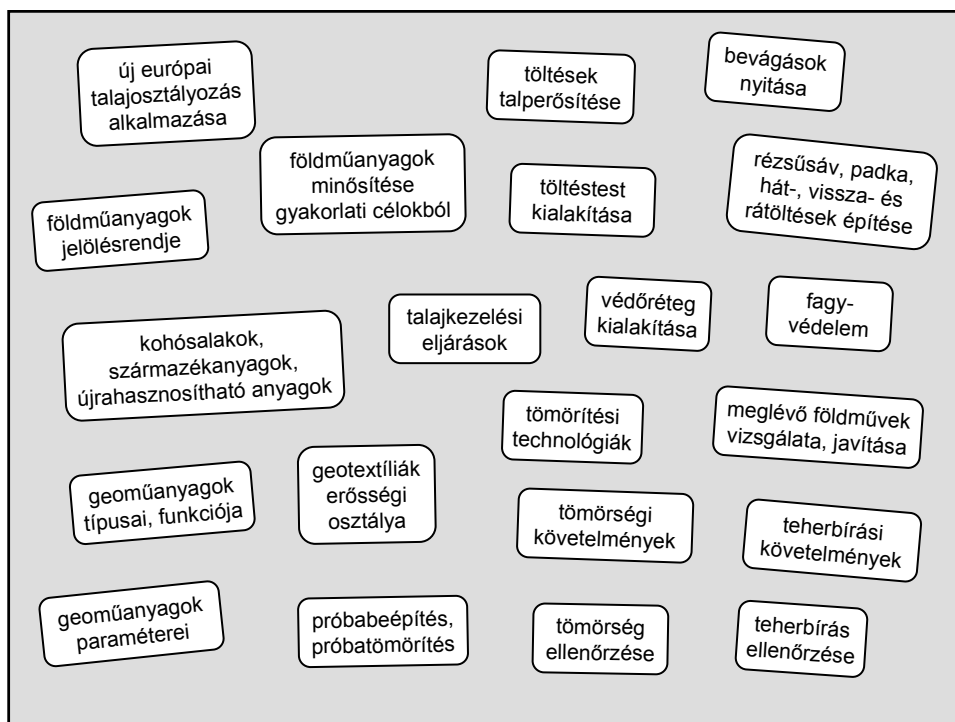 új európai
talajosztályozás
alkalmazása
töltések
talperősítése
bevágások
nyitása
földműanyagok
minősítése
gyakorlati célokból
töltéstest
kialakítása
rézsűsáv, padka,
hát-, vissza- és
rátöltések építése
földműanyagok
jelölésrendje
kohósalakok,
származékanyagok,
újrahasznosítható anyagok
talajkezelési
eljárások
védőréteg
kialakítása
fagy-
védelem
tömörítési
technológiák
meglévő földművek
vizsgálata, javítása
geoműanyagok
típusai, funkciója
geotextíliák
erősségi
osztálya
tömörségi
követelmények
teherbírási
követelmények
geoműanyagok
paraméterei
próbabeépítés,
próbatömörítés
tömörség
ellenőrzése
teherbírás
ellenőrzése